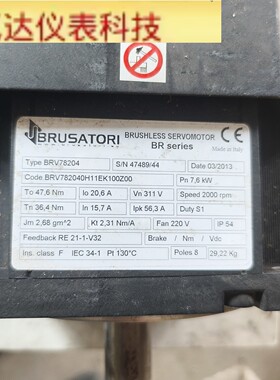 达仪表科技
BRUSATORI
BRUSHLESS SERVOMOTOR
BR series
CE
Type BRV78204 S/N 47489/44 Date 03/2013
Code BRV782040H11EK100Z00 Pn 7,6 kW
To 47,6 Nm Io 20,6 A Vn 311 V Speed 2000 rpm
Tn 36,4 Nm In 15,7 A Ipk 56,3 A Duty S1
Jm 2,68 gm^2 Kt 2,31 Nm/A Fan 220 V IP 54
Feedback RE 21-1-V32 Brake / Nm / Vdc
Ins. class F IEC 34-1 Pt 130°C Poles 8 29,22 Kg